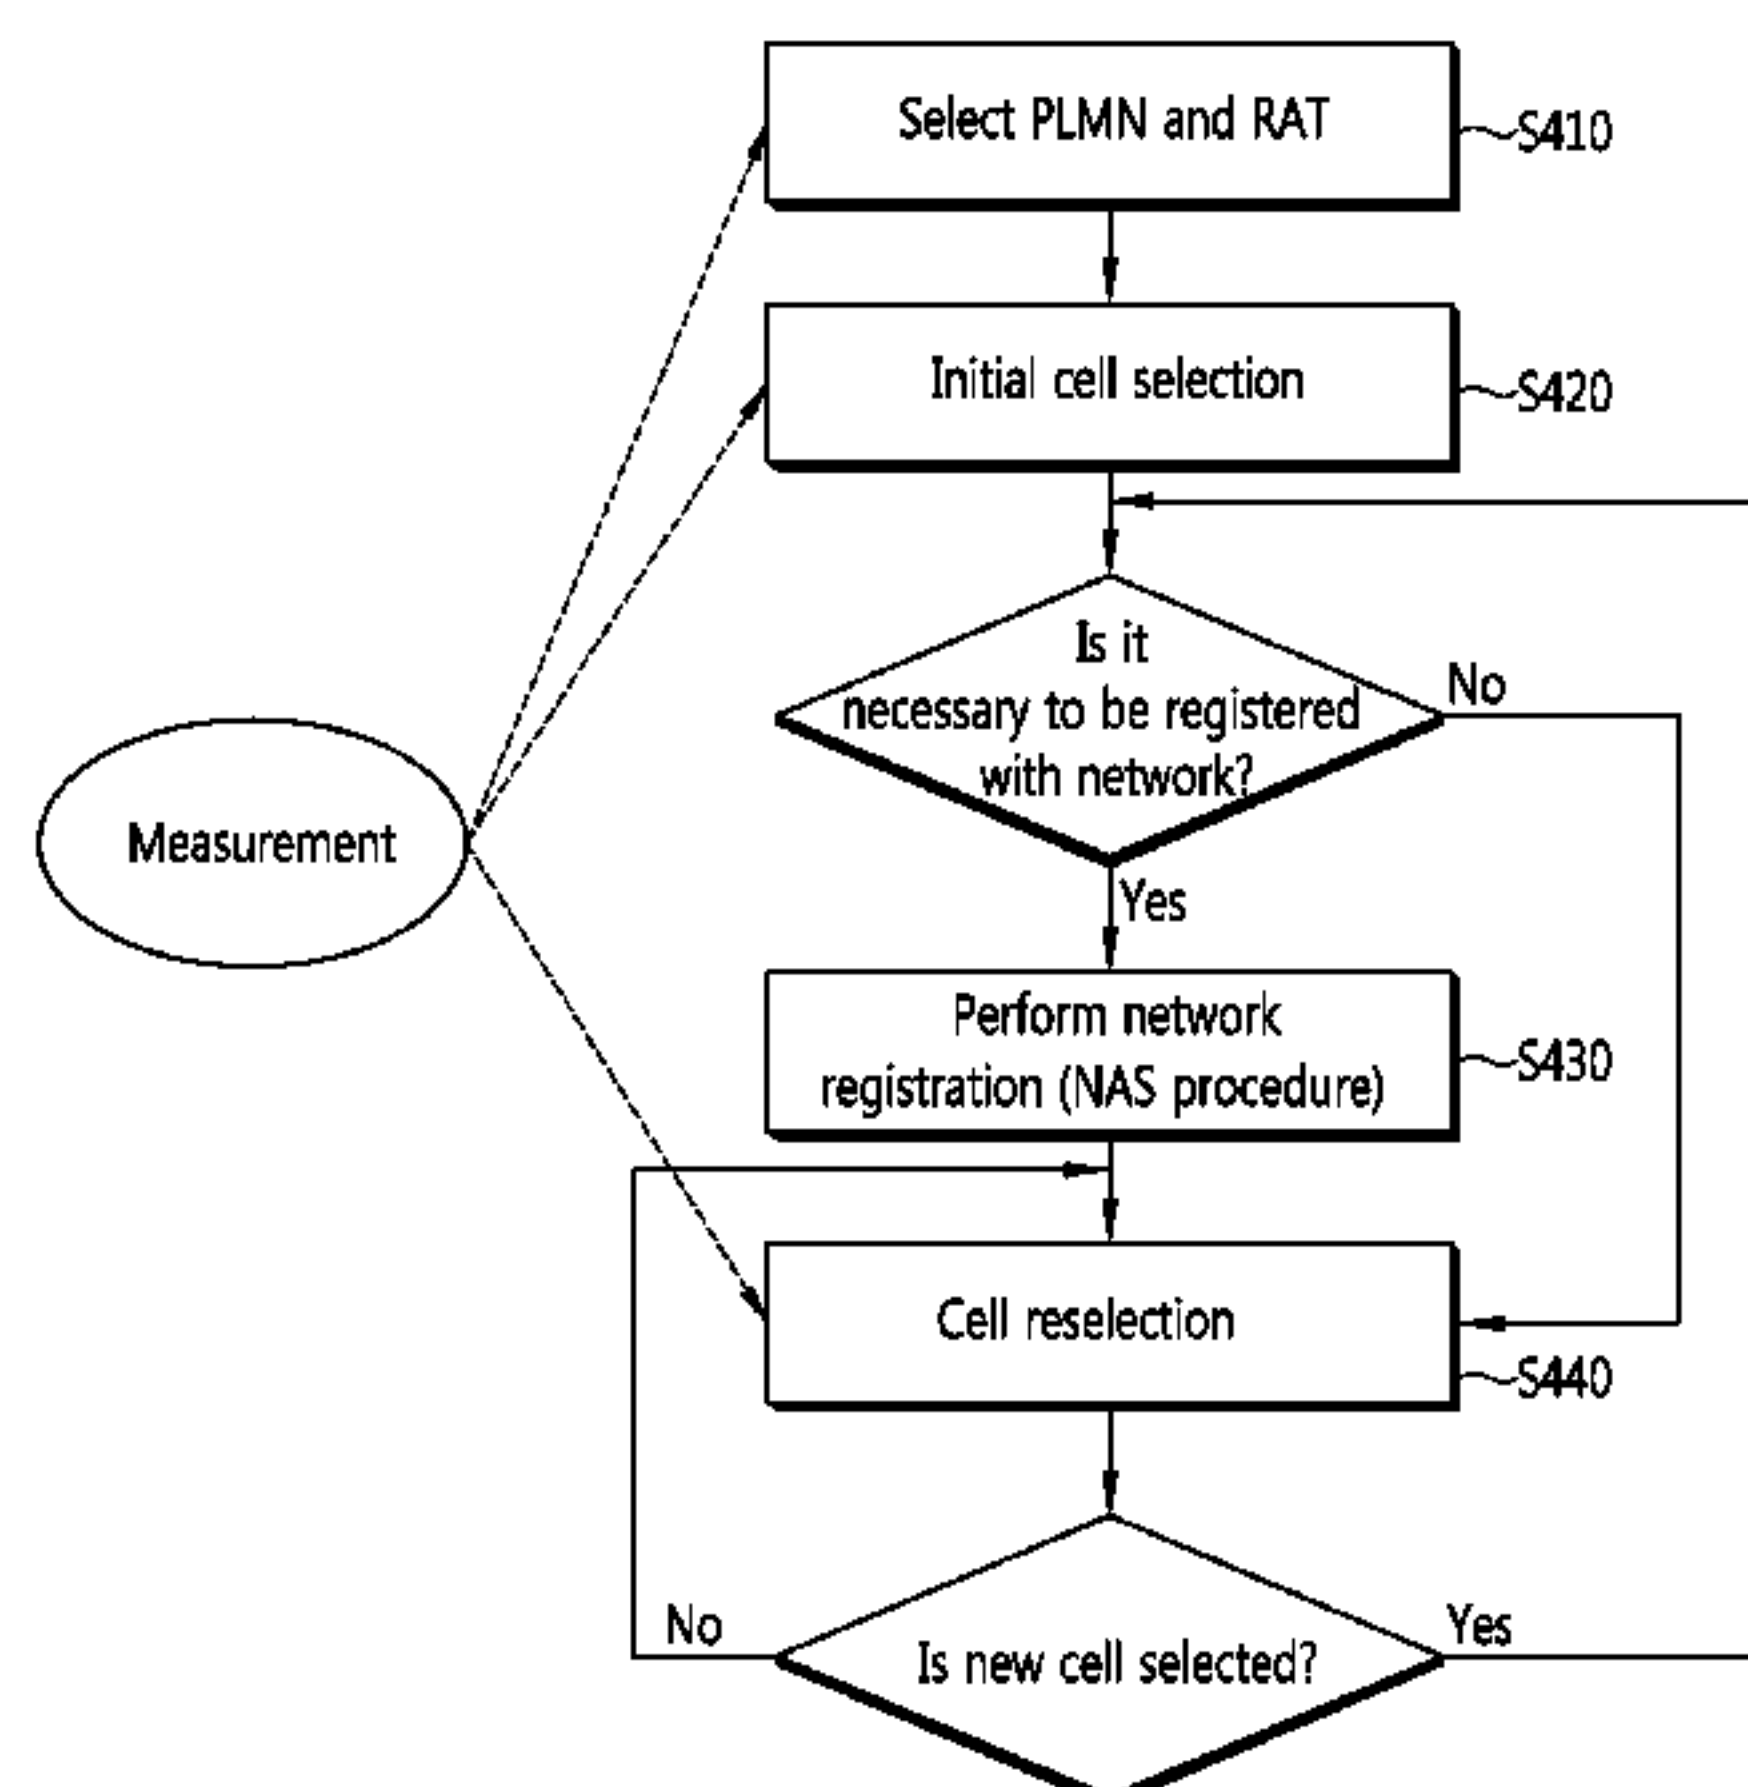 Select PLMN and RAT
S410
Initial cell selection
S420
Is it
necessary to be registered
with network?
No
Measurement
Yes
Perform network
registration (NAS procedure)
S430
Cell reselection
S440
No
Is new cell selected?
Yes